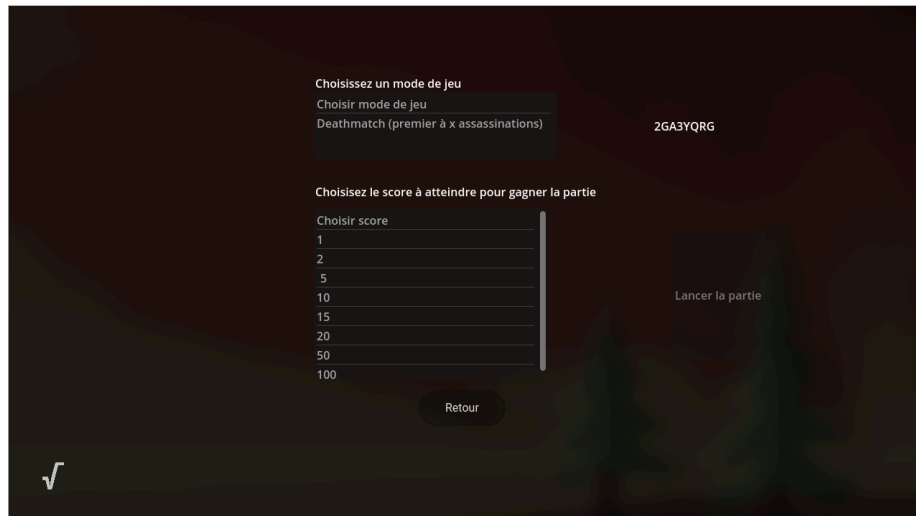 Choisissez un mode de jeu
Choisir mode de jeu
Deathmatch (premier à x assassinations)
2GA3YQRG
Choisisez le score à atteindre pour gagner la partie
Choisir score
1
2
5
10
15
20
50
100
Lancer la partie
Retour
√